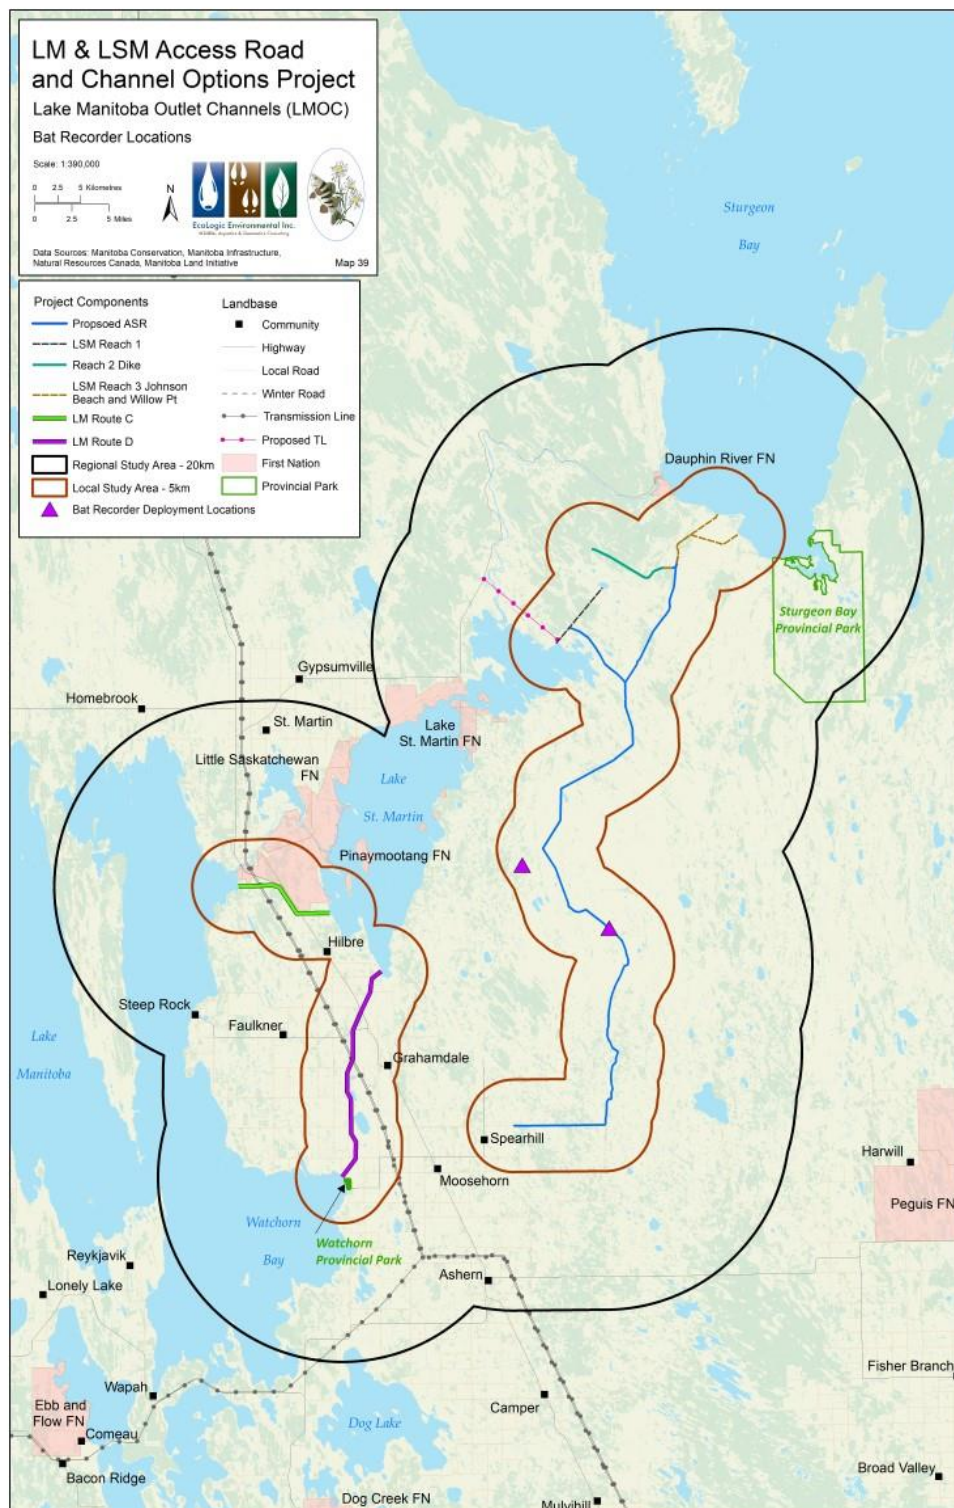 LM & LSM Access Road
and Channel Options Project
Lake Manitoba Outlet Channels (LMOC)
Bat Recorder Locations
Scale: 1:390,000
0 2.5 5 Kilometres
0 2.5 5 Miles
N
EcoLogic Environmental Inc.
Data Sources: Manitoba Conservation, Manitoba Infrastructure,
Natural Resources Canada, Manitoba Land Initiative
Map 39
Project Components
Propsoed ASR
LSM Reach 1
Reach 2 Dike
LSM Reach 3 Johnson
Beach and Willow Pt
LM Route C
LM Route D
Regional Study Area - 20km
Local Study Area - 5km
Bat Recorder Deployment Locations
Landbase
Community
Highway
Local Road
Winter Road
Transmission Line
Proposed TL
First Nation
Provincial Park
Sturgeon
Bay
Dauphin River FN
Sturgeon Bay
Provincial Park
Gypsumville
Homebrook
St. Martin
Lake
St. Martin FN
Little Saskatchewan
FN
Lake
St. Martin
Pinaymootang FN
Hilbre
Steep Rock
Faulkner
Lake
Manitoba
Grahamdale
Spearhill
Harwill
Moosehorn
Peguis FN
Watchorn
Bay
Watchorn
Provincial Park
Reykjavik
Lonely Lake
Ashern
Fisher Branch
Wapah
Ebb and
Flow FN
Camper
Comeau
Dog Lake
Bacon Ridge
Broad Valley
Dog Creek FN
Mulvihill